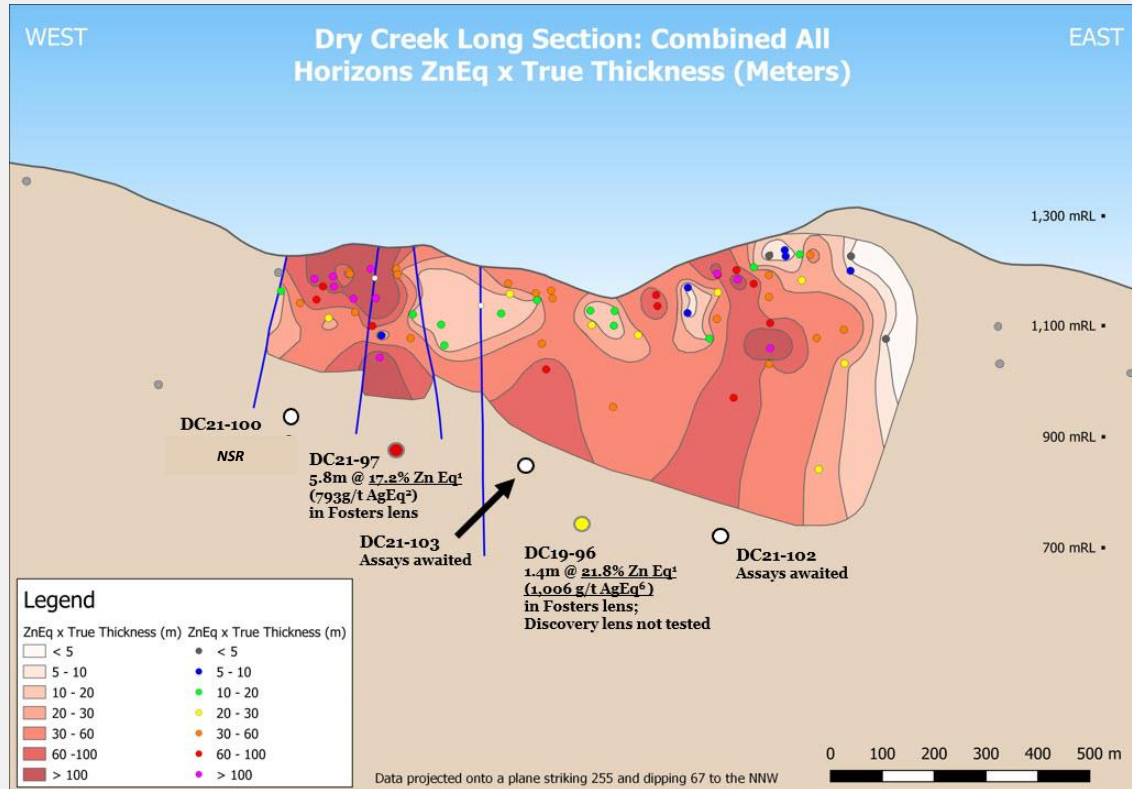 WEST
Dry Creek Long Section: Combined All
Horizons ZnEq x True Thickness (Meters)
EAST
1,300 mRL
1,100 mRL
900 mRL
700 mRL
DC21-100
NSR
DC21-97
5.8m @ 17.2% Zn Eq¹
(793g/t AgEq²)
in Fosters lens
DC21-103
Assays awaited
DC19-96
1.4m @ 21.8% Zn Eq¹
(1,006 g/t AgEq⁶)
in Fosters lens;
Discovery lens not tested
DC21-102
Assays awaited
Legend
ZnEq x True Thickness (m) ZnEq x True Thickness (m)
< 5 < 5
5 - 10 5 - 10
10 - 20 10 - 20
20 - 30 20 - 30
30 - 60 30 - 60
60 -100 60 - 100
> 100 > 100
Data projected onto a plane striking 255 and dipping 67 to the NNW
0 100 200 300 400 500 m